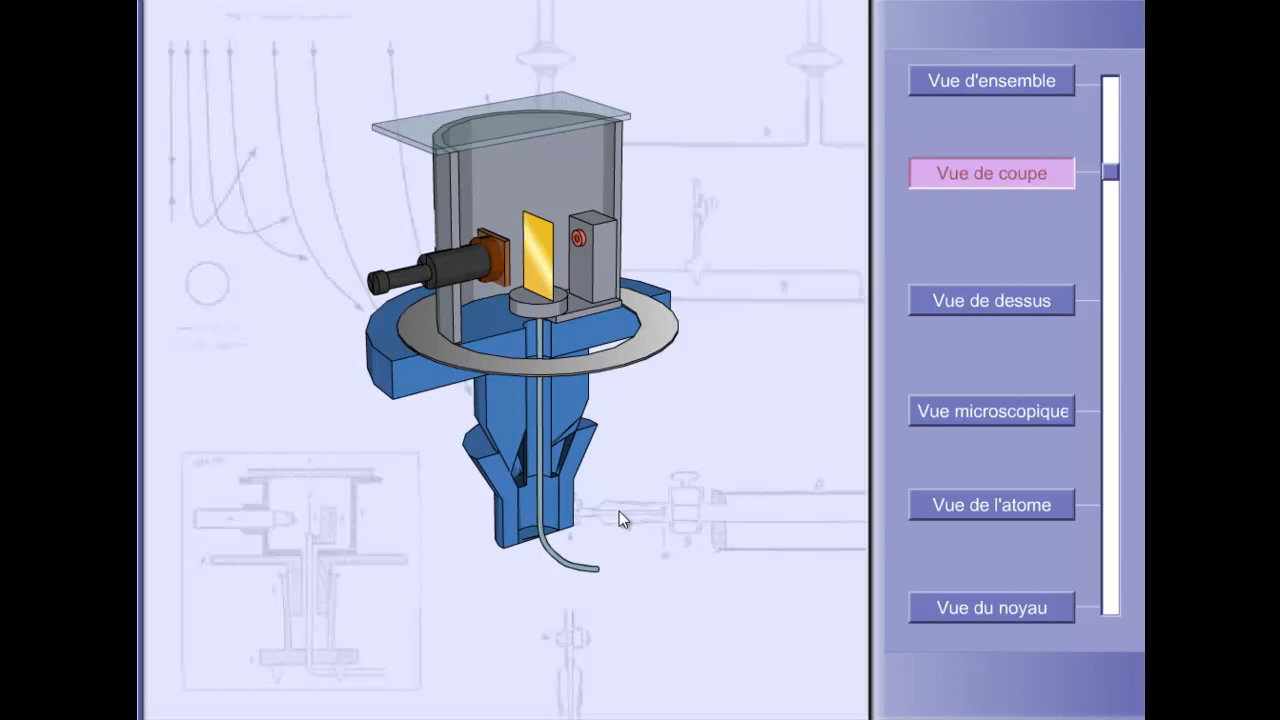 Vue d'ensemble
Vue de coupe
Vue de dessus
Vue microscopique
Vue de l'atome
Vue du noyau